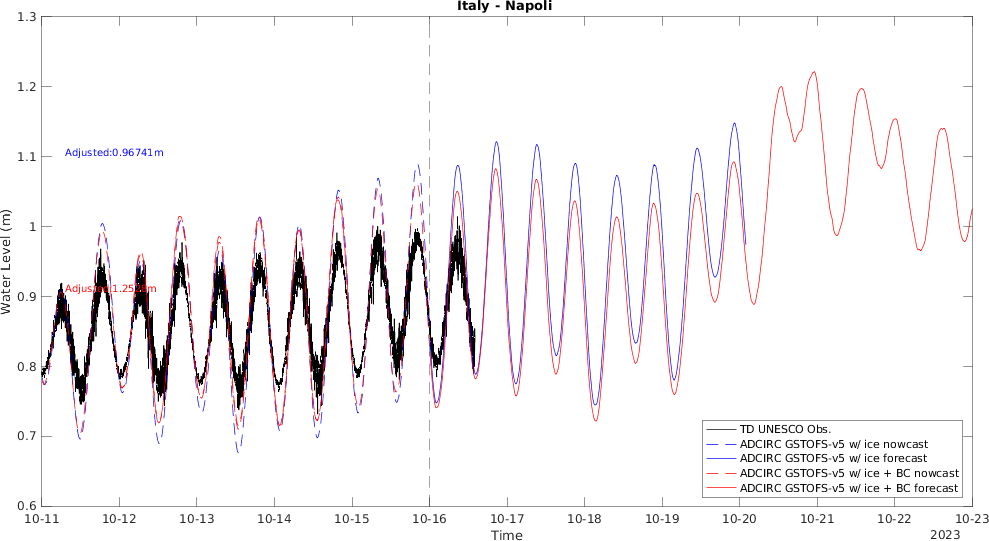 Italy - Napoli
1.3
1.2
1.1
1
0.9
0.8
0.7
0.6
Water Level (m)
Adjusted:0.96741m
TD UNESCO Obs.
ADCIRC GSTOFS-v5 w/ ice nowcast
ADCIRC GSTOFS-v5 w/ ice forecast
ADCIRC GSTOFS-v5 w/ ice + BC nowcast
ADCIRC GSTOFS-v5 w/ ice + BC forecast
10-11 10-12 10-13 10-14 10-15 10-16 10-17 10-18 10-19 10-20 10-21 10-22 10-23
Time
2023